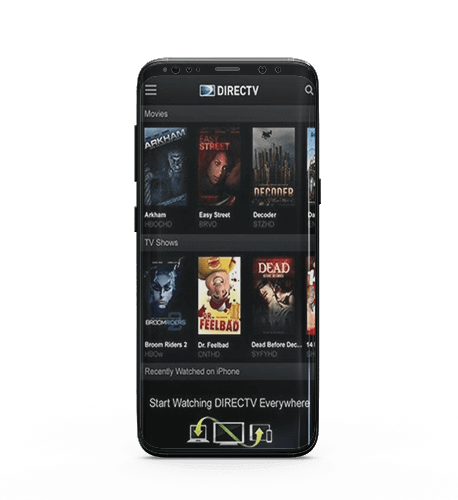 DIRECTV
Movies
ARKHAM
EASY
STREET
DECODER
Arkham
Easy Street
Decoder
Da
HBOCHD
BRVO
STZHD
TV Shows
BROOMRIDERS
DR.
FEELBAD
DEAD
Broom Riders 2
Dr. Feelbad
Dead Before Dec...
14
HBOw
CNTHD
SYFYHD
Recently Watched on iPhone
Start Watching DIRECTV Everywhere